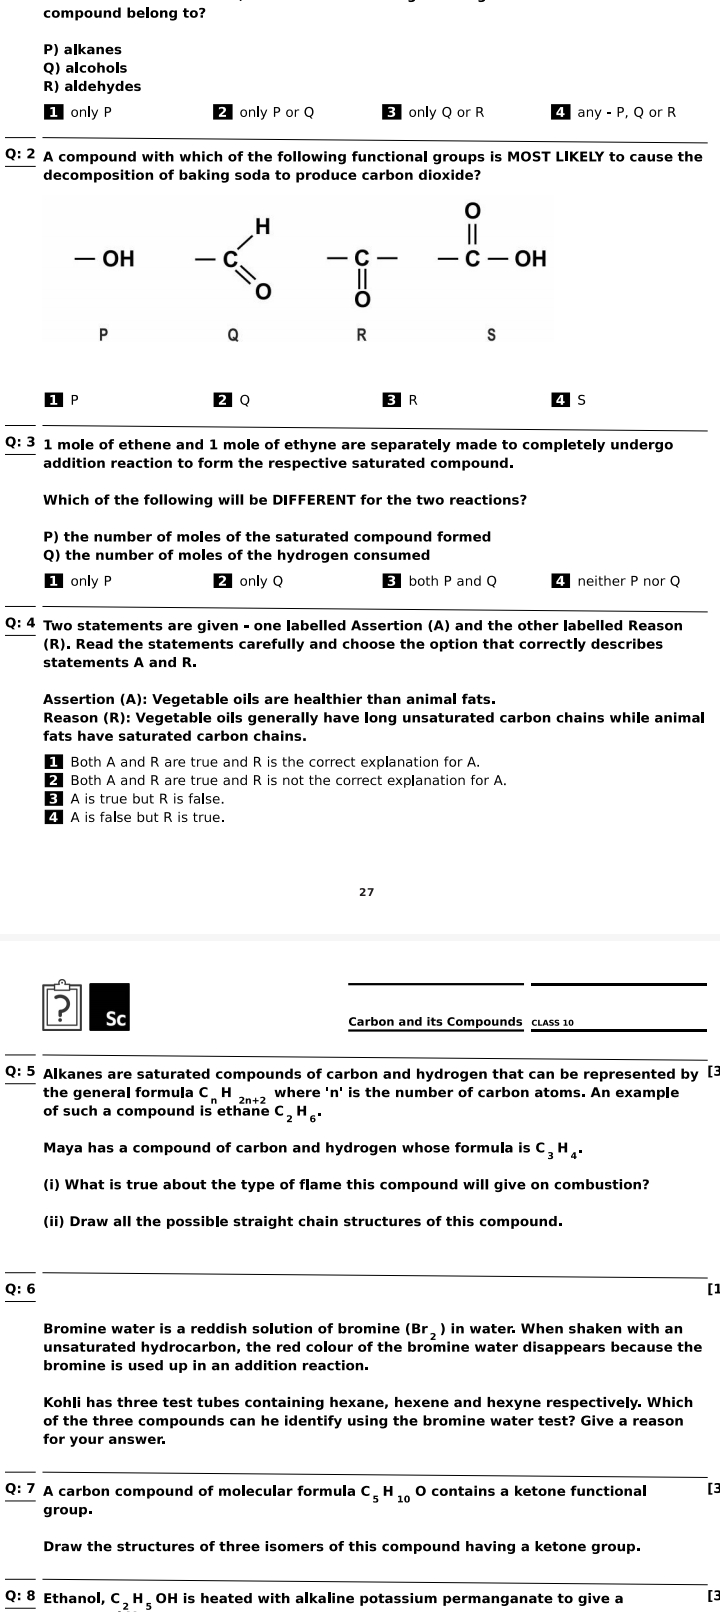 compound belong to?
P) alkanes
Q) alcohols
R) aldehydes
1 only P 2 only P or Q 3 only Q or R 4 any - P, Q or R
Q: 2 A compound with which of the following functional groups is MOST LIKELY to cause the
decomposition of baking soda to produce carbon dioxide?
— OH
H
— C
O
— C —
O
O
— C — OH
P Q R S
1 P 2 Q 3 R 4 S
Q: 3 1 mole of ethene and 1 mole of ethyne are separately made to completely undergo
addition reaction to form the respective saturated compound.
Which of the following will be DIFFERENT for the two reactions?
P) the number of moles of the saturated compound formed
Q) the number of moles of the hydrogen consumed
1 only P 2 only Q 3 both P and Q 4 neither P nor Q
Q: 4 Two statements are given - one labelled Assertion (A) and the other labelled Reason
(R). Read the statements carefully and choose the option that correctly describes
statements A and R.
Assertion (A): Vegetable oils are healthier than animal fats.
Reason (R): Vegetable oils generally have long unsaturated carbon chains while animal
fats have saturated carbon chains.
1 Both A and R are true and R is the correct explanation for A.
2 Both A and R are true and R is not the correct explanation for A.
3 A is true but R is false.
4 A is false but R is true.
27
? Sc
Carbon and its Compounds CLASS 10
Q: 5 Alkanes are saturated compounds of carbon and hydrogen that can be represented by [3
the general formula C n H 2n+2 where 'n' is the number of carbon atoms. An example
of such a compound is ethane C 2 H 6.
Maya has a compound of carbon and hydrogen whose formula is C 3 H 4.
(i) What is true about the type of flame this compound will give on combustion?
(ii) Draw all the possible straight chain structures of this compound.
Q: 6 [1
Bromine water is a reddish solution of bromine (Br 2 ) in water. When shaken with an
unsaturated hydrocarbon, the red colour of the bromine water disappears because the
bromine is used up in an addition reaction.
Kohli has three test tubes containing hexane, hexene and hexyne respectively. Which
of the three compounds can he identify using the bromine water test? Give a reason
for your answer.
Q: 7 A carbon compound of molecular formula C 5 H 10 O contains a ketone functional [3
group.
Draw the structures of three isomers of this compound having a ketone group.
Q: 8 Ethanol, C 2 H 5 OH is heated with alkaline potassium permanganate to give a [3